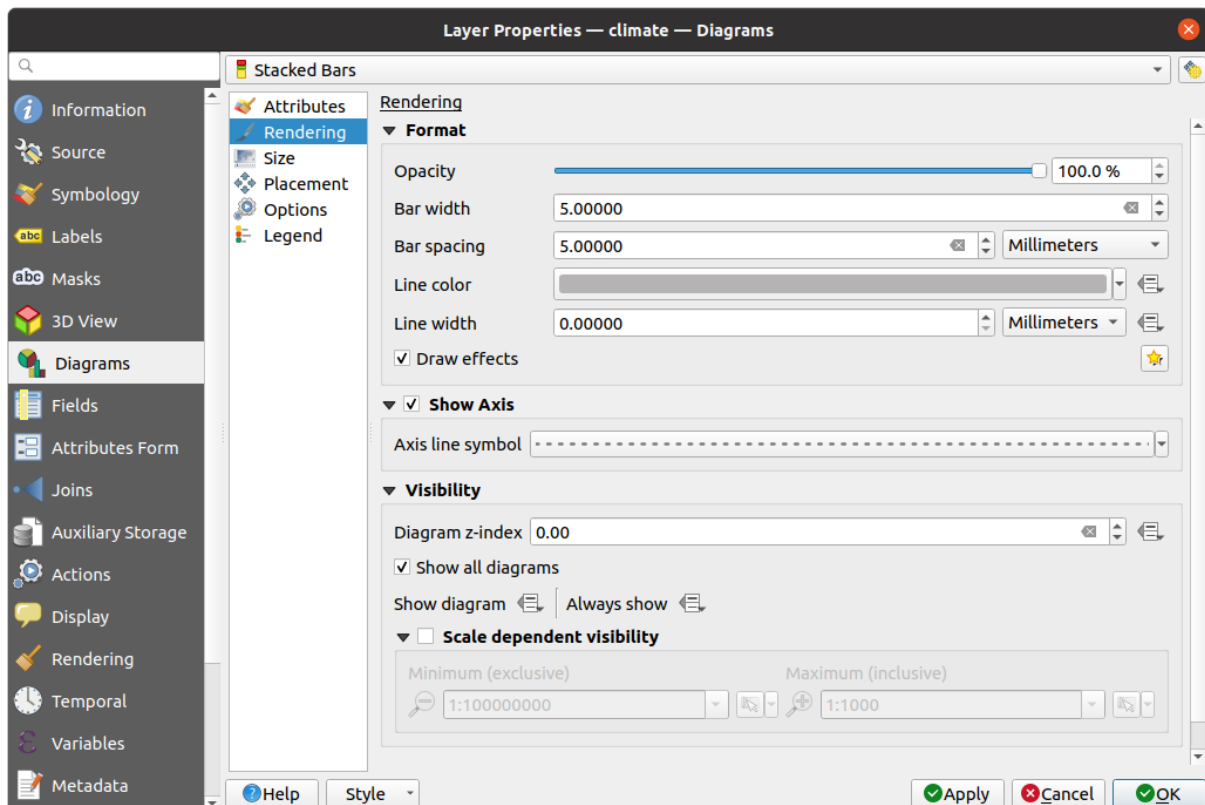 Layer Properties — climate — Diagrams
Stacked Bars
Information
Source
Symbology
abc Labels
abc Masks
3D View
Diagrams
Fields
Attributes Form
Joins
Auxiliary Storage
Actions
Display
Rendering
Temporal
Variables
Metadata
Attributes
Rendering
Size
Placement
Options
Legend
Rendering
Format
Opacity 100.0 %
Bar width 5.00000
Bar spacing 5.00000 Millimeters
Line color
Line width 0.00000 Millimeters
Draw effects
Show Axis
Axis line symbol
Visibility
Diagram z-index 0.00
Show all diagrams
Show diagram Always show
Scale dependent visibility
Minimum (exclusive) Maximum (inclusive)
1:100000000 1:1000
Help Style Apply Cancel OK